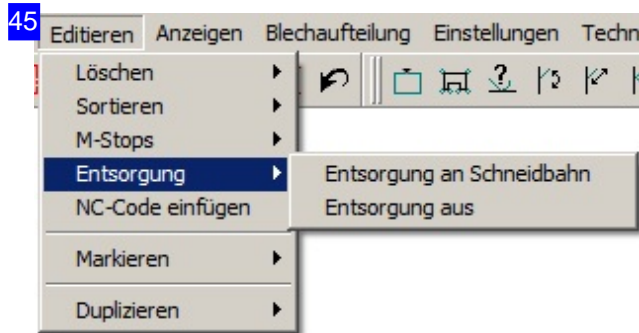 45
Editieren Anzeigen Blechaufteilung Einstellungen Techn
Löschen
Sortieren
M-Stops
Entsorgung
Entsorgung an Schneidbahn
NC-Code einfügen
Entsorgung aus
Markieren
Duplizieren